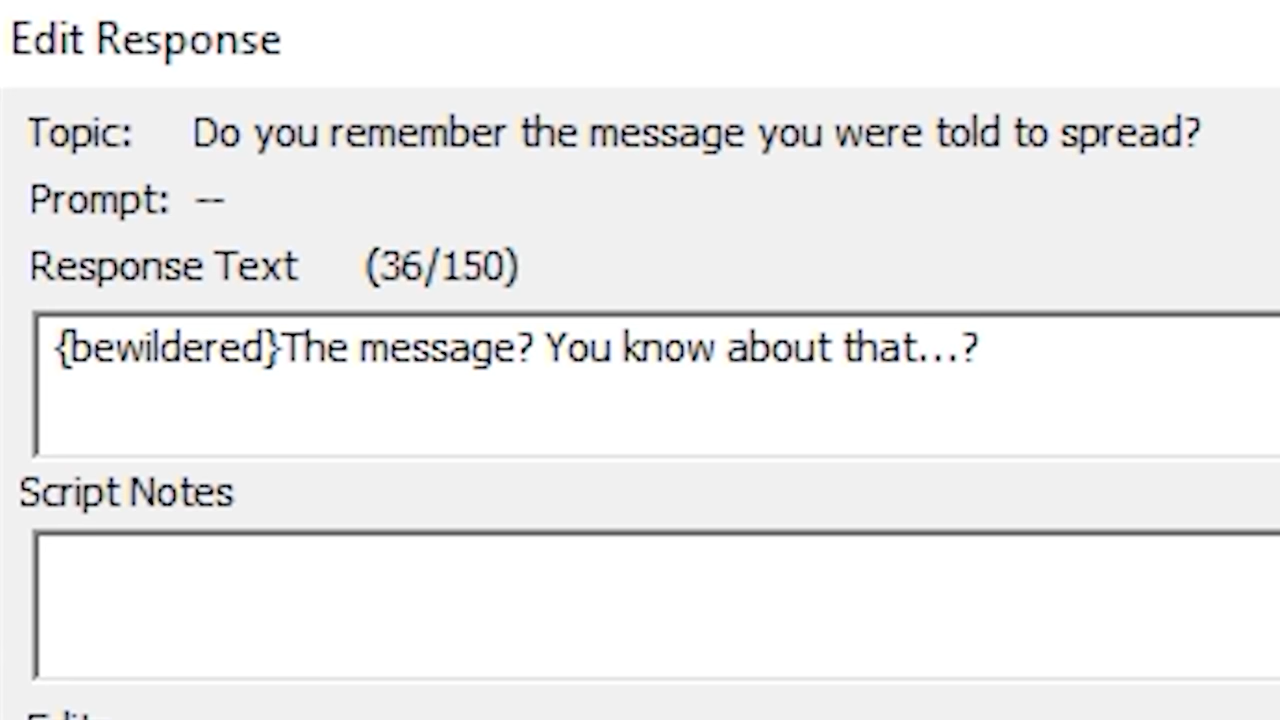 Edit Response
Topic: Do you remember the message you were told to spread?
Prompt: --
Response Text (36/150)
{bewildered}The message? You know about that...?
Script Notes